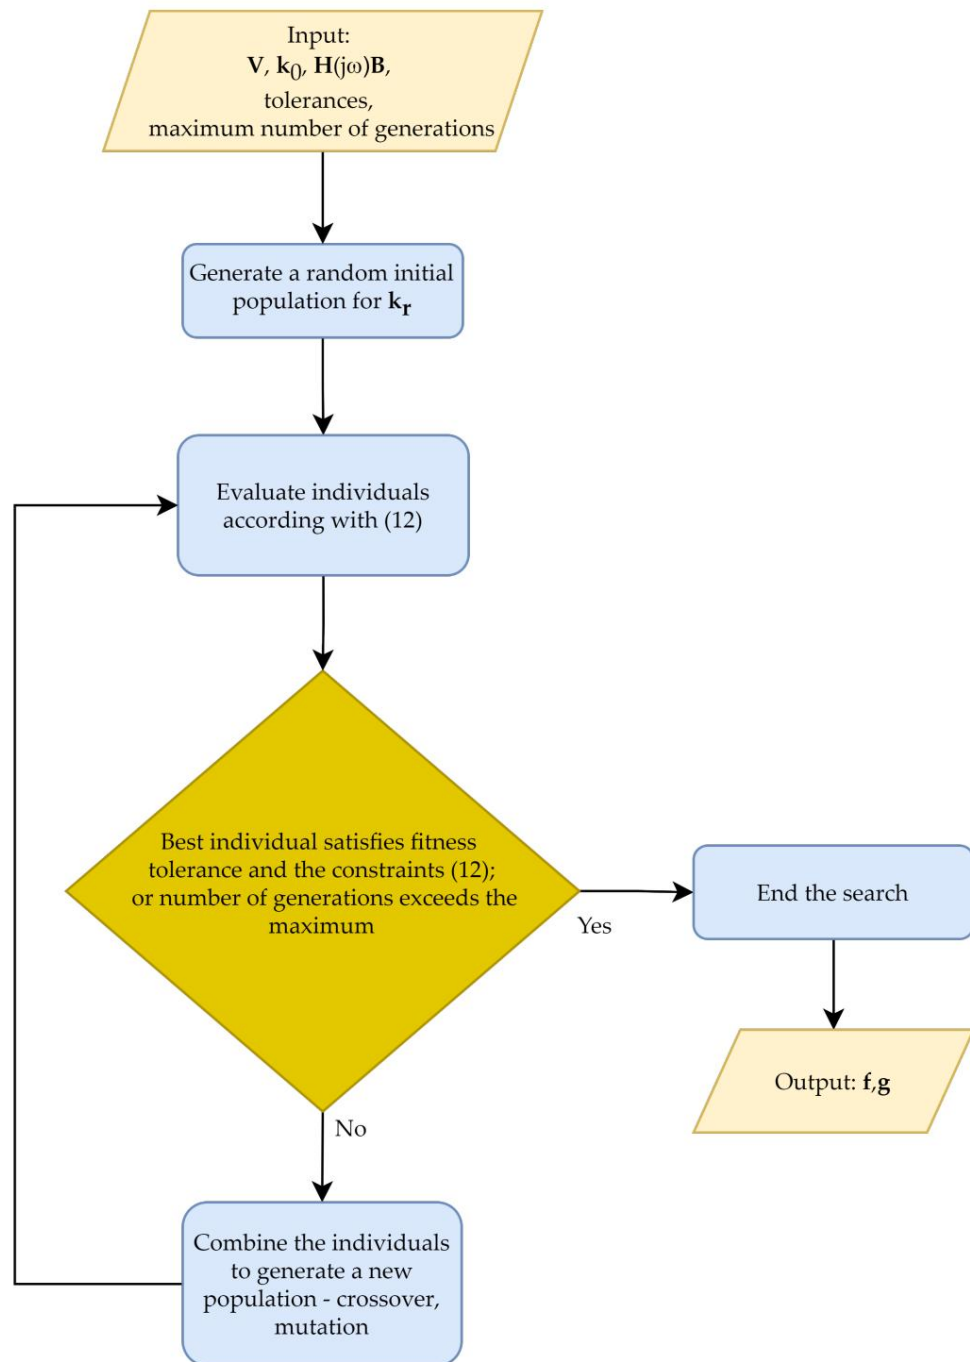 Input:
V, k0, H(jω)B,
tolerances,
maximum number of generations
Generate a random initial
population for kr
Evaluate individuals
according with (12)
Best individual satisfies fitness
tolerance and the constraints (12);
or number of generations exceeds the
maximum
Yes
End the search
Output: f,g
No
Combine the individuals
to generate a new
population - crossover,
mutation